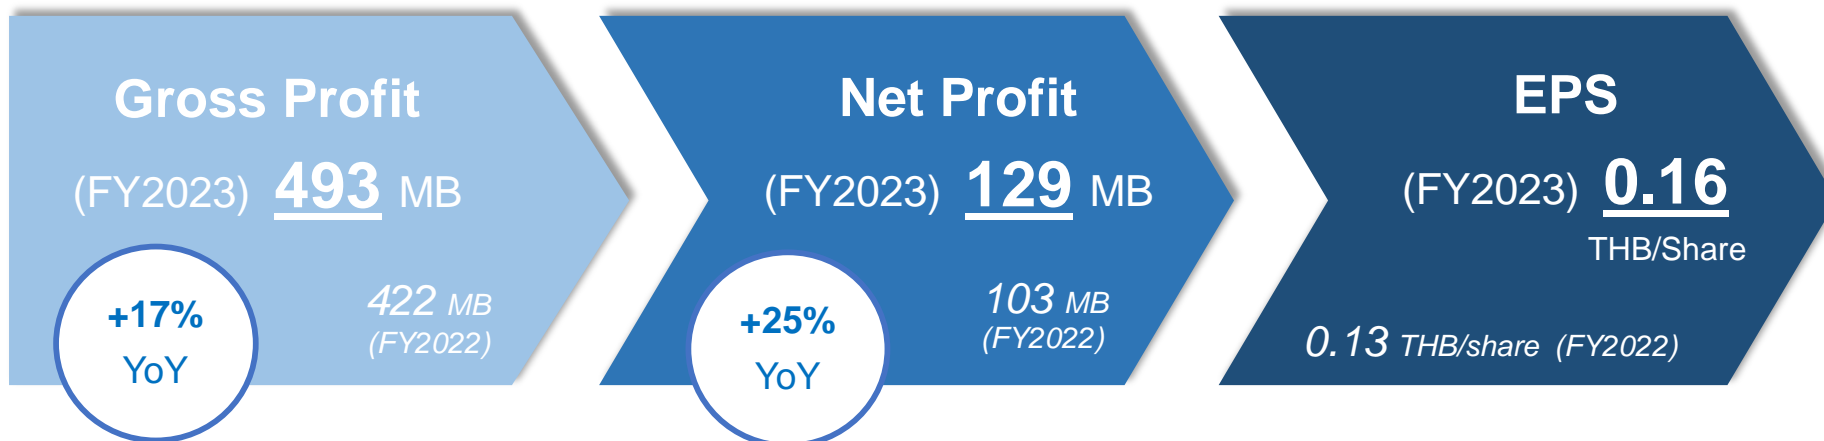 Gross Profit
(FY2023) 493 MB
+17%
YoY
422 MB
(FY2022)
Net Profit
(FY2023) 129 MB
+25%
YoY
103 MB
(FY2022)
EPS
(FY2023) 0.16
THB/Share
0.13 THB/share (FY2022)